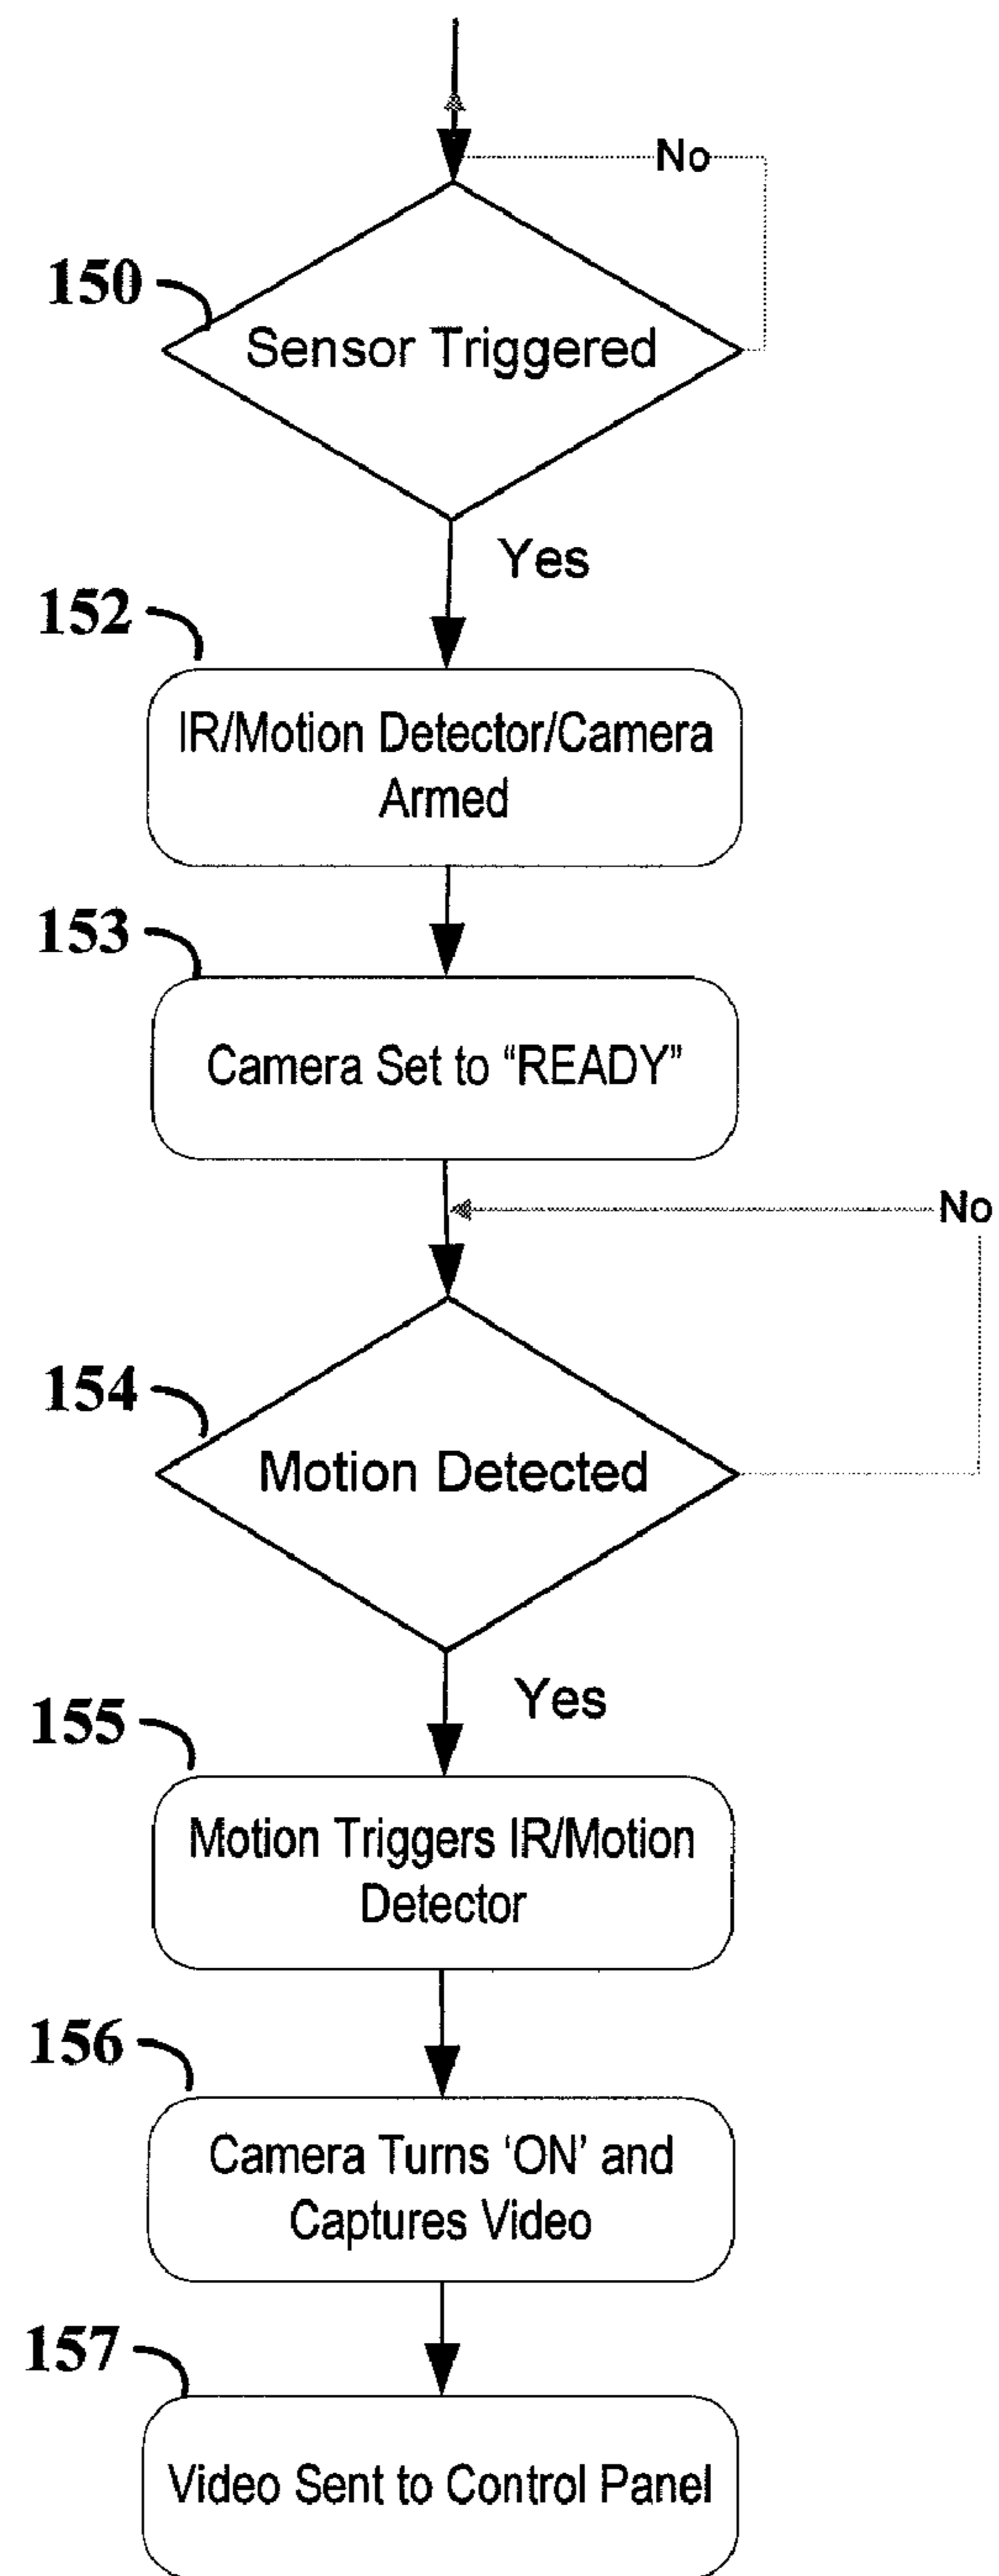 No
150
Sensor Triggered
Yes
152
IR/Motion Detector/Camera
Armed
153
Camera Set to “READY”
No
154
Motion Detected
Yes
155
Motion Triggers IR/Motion
Detector
156
Camera Turns ‘ON’ and
Captures Video
157
Video Sent to Control Panel